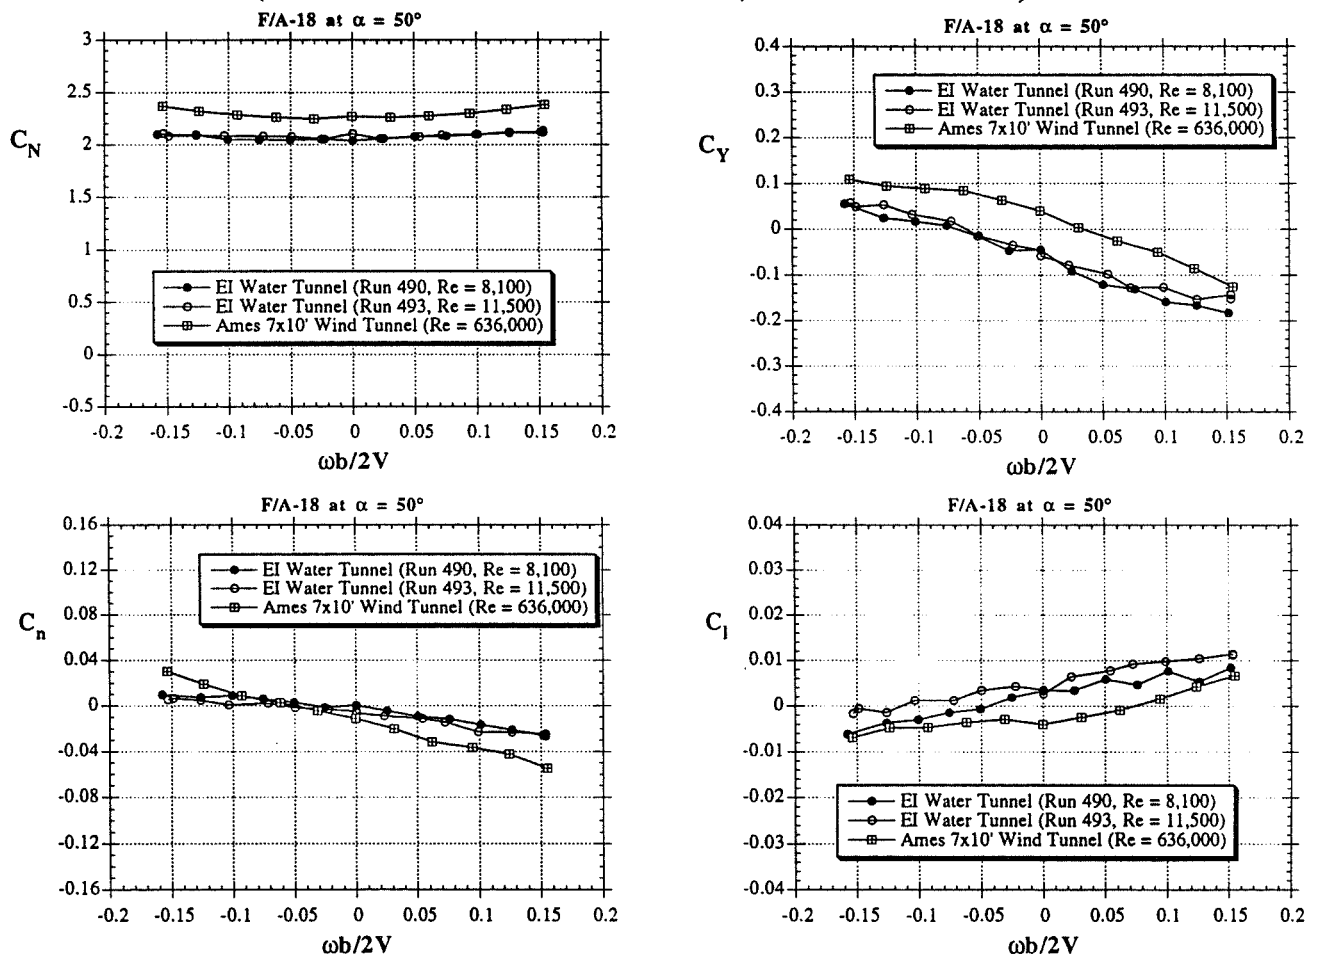 F/A-18 at α = 50°
3
2.5
2
1.5
1
0.5
0
-0.5
C_N
EI Water Tunnel (Run 490, Re = 8,100)
EI Water Tunnel (Run 493, Re = 11,500)
Ames 7x10' Wind Tunnel (Re = 636,000)
-0.2 -0.15 -0.1 -0.05 0 0.05 0.1 0.15 0.2
ωb/2V
F/A-18 at α = 50°
0.4
0.3
0.2
0.1
0
-0.1
-0.2
-0.3
-0.4
C_Y
EI Water Tunnel (Run 490, Re = 8,100)
EI Water Tunnel (Run 493, Re = 11,500)
Ames 7x10' Wind Tunnel (Re = 636,000)
-0.2 -0.15 -0.1 -0.05 0 0.05 0.1 0.15 0.2
ωb/2V
F/A-18 at α = 50°
0.16
0.12
0.08
0.04
0
-0.04
-0.08
-0.12
-0.16
C_n
EI Water Tunnel (Run 490, Re = 8,100)
EI Water Tunnel (Run 493, Re = 11,500)
Ames 7x10' Wind Tunnel (Re = 636,000)
-0.2 -0.15 -0.1 -0.05 0 0.05 0.1 0.15 0.2
ωb/2V
F/A-18 at α = 50°
0.04
0.03
0.02
0.01
0
-0.01
-0.02
-0.03
-0.04
C_l
EI Water Tunnel (Run 490, Re = 8,100)
EI Water Tunnel (Run 493, Re = 11,500)
Ames 7x10' Wind Tunnel (Re = 636,000)
-0.2 -0.15 -0.1 -0.05 0 0.05 0.1 0.15 0.2
ωb/2V